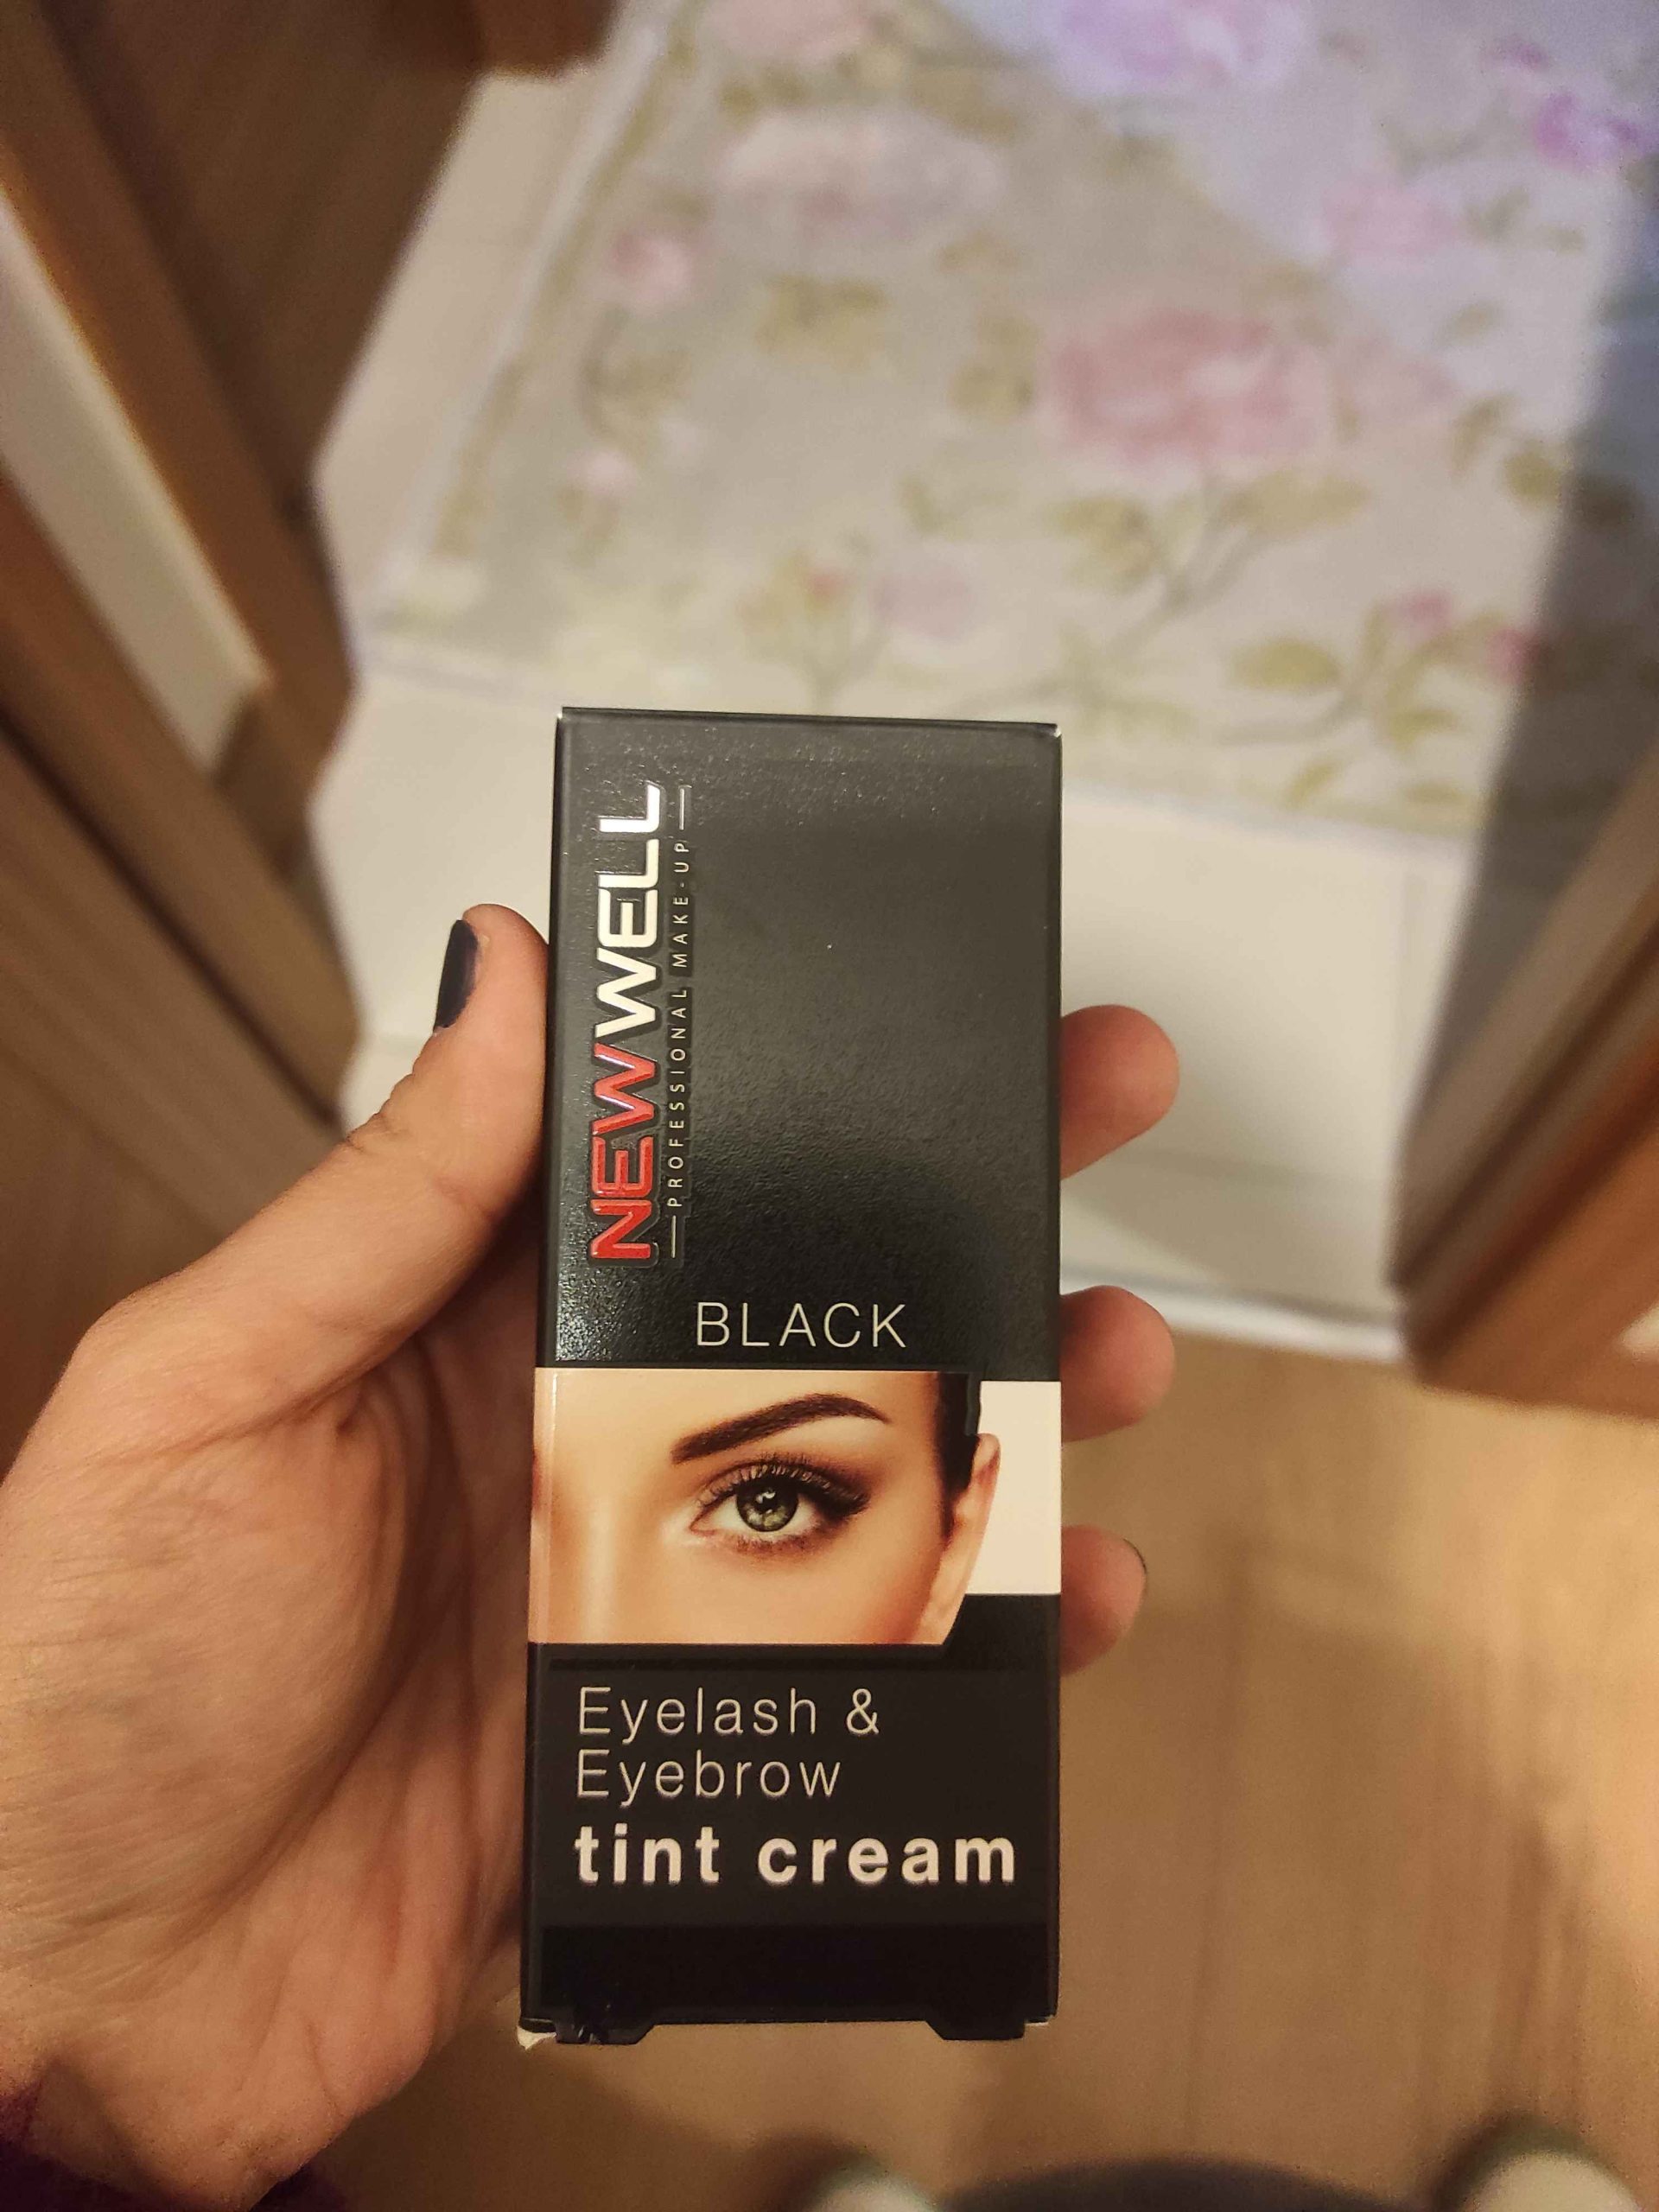 NEWWELL
PROFESSIONAL MAKE-UP
BLACK
Eyelash &
Eyebrow
tint cream